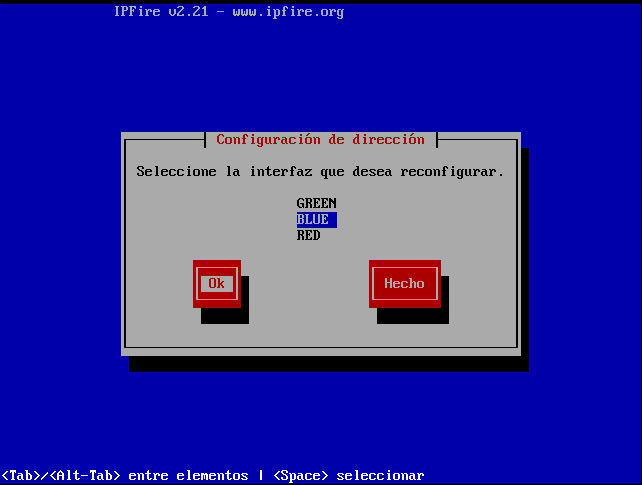 IPFire v2.21 - www.ipfire.org
Configuración de dirección
Seleccione la interfaz que desea reconfigurar.
GREEN
BLUE
RED
Ok Hecho
<Tab>/<Alt-Tab> entre elementos | <Space> seleccionar